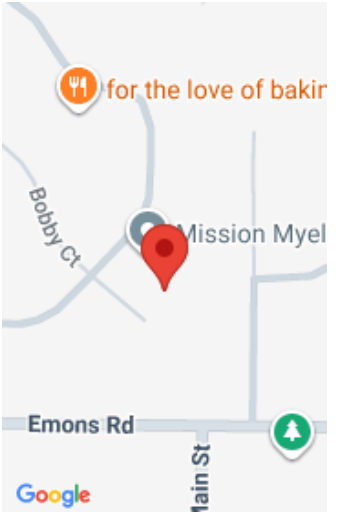 for the love of bakin
Bobby Ct
Mission Myel
Emons Rd
Main St
Google